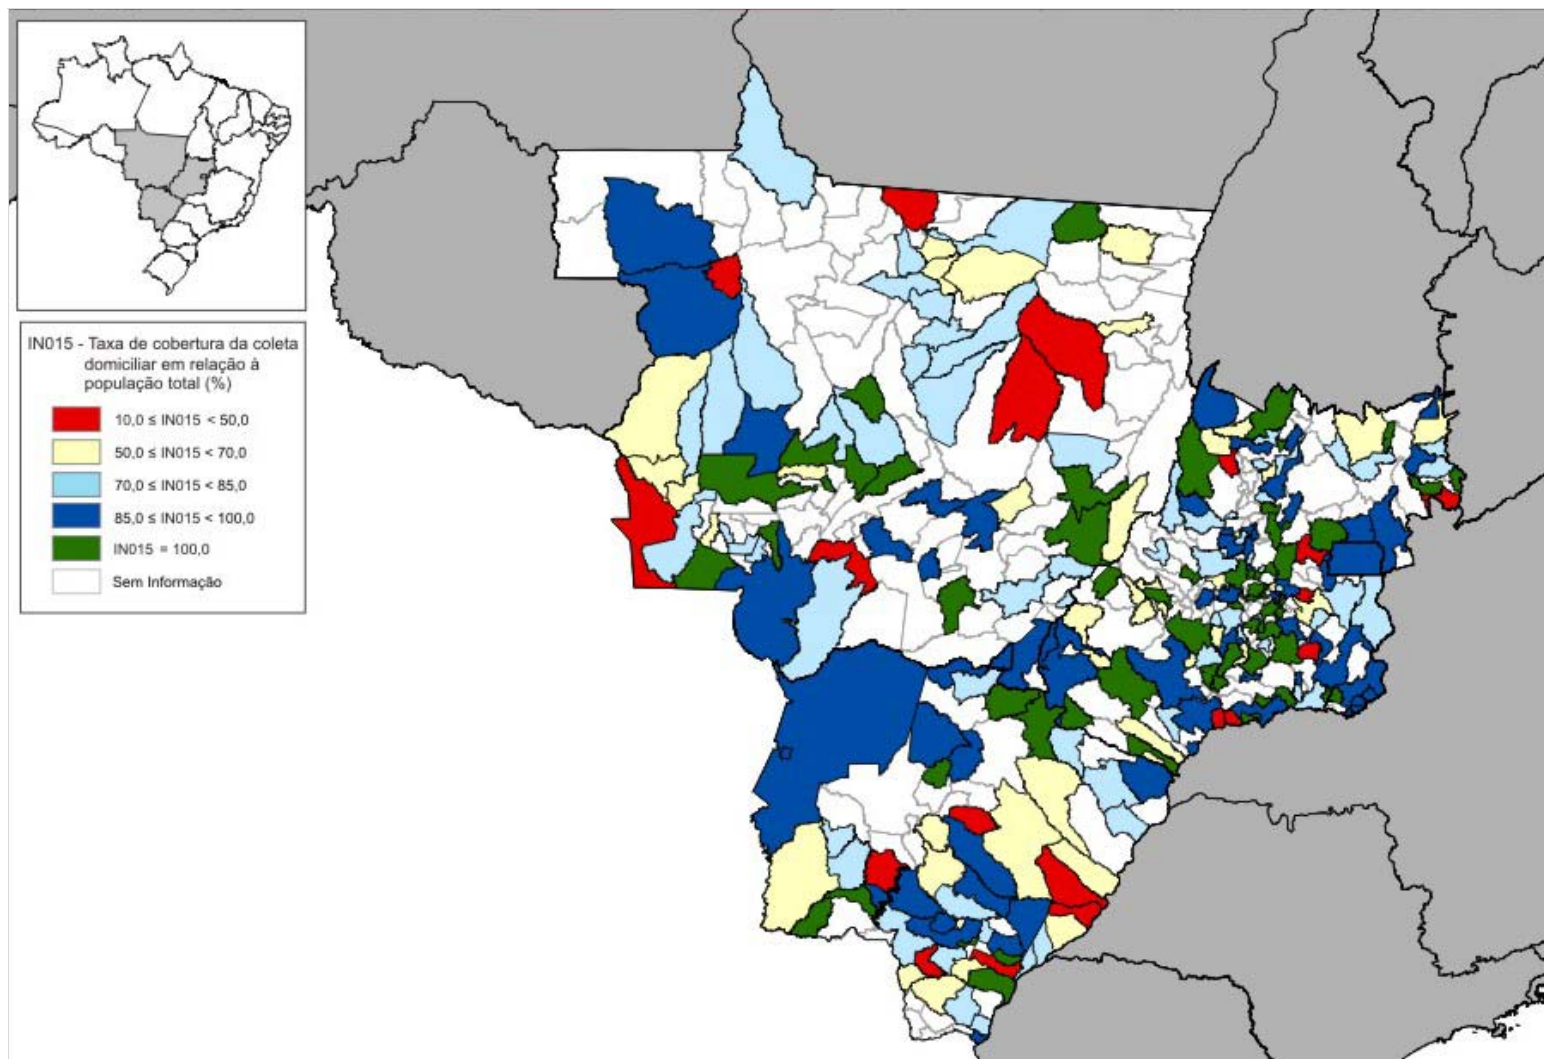 IN015 - Taxa de cobertura da coleta
domiciliar em relação à
população total (%)
10,0 ≤ IN015 < 50,0
50,0 ≤ IN015 < 70,0
70,0 ≤ IN015 < 85,0
85,0 ≤ IN015 < 100,0
IN015 = 100,0
Sem Informação